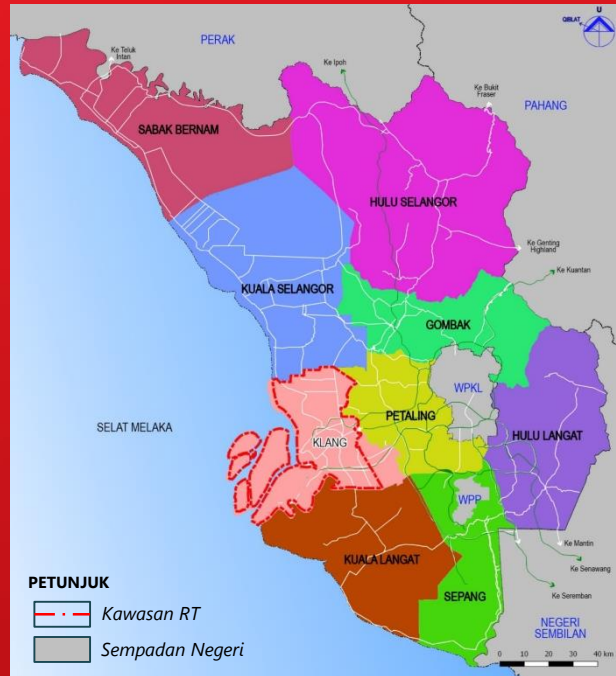 U
QIBLAT
PERAK
Ke Teluk
Intan
Ke Ipoh
Ke Bukit
Fraser
PAHANG
SABAK BERNAM
HULU SELANGOR
Ke Genting
Highland
Ke Kuantan
KUALA SELANGOR
GOMBAK
WPKL
SELAT MELAKA
PETALING
KLANG
HULU LANGAT
WPP
KUALA LANGAT
Ke Mantin
Ke Senawang
SEPANG
Ke Seremban
NEGERI
SEMBILAN
PETUNJUK
Kawasan RT
Sempadan Negeri
0 10 20 30 40 km